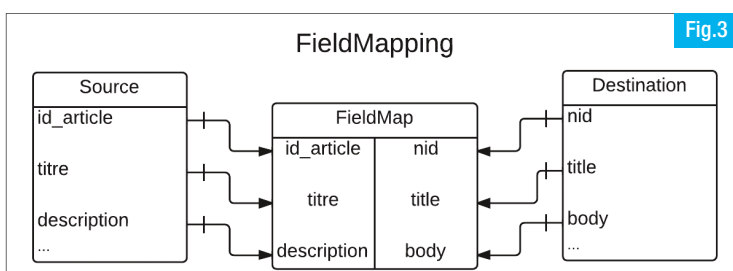 Fig.3
FieldMapping
Source
id_article
titre
description
...
FieldMap
id_article nid
titre title
description body
Destination
nid
title
body
...